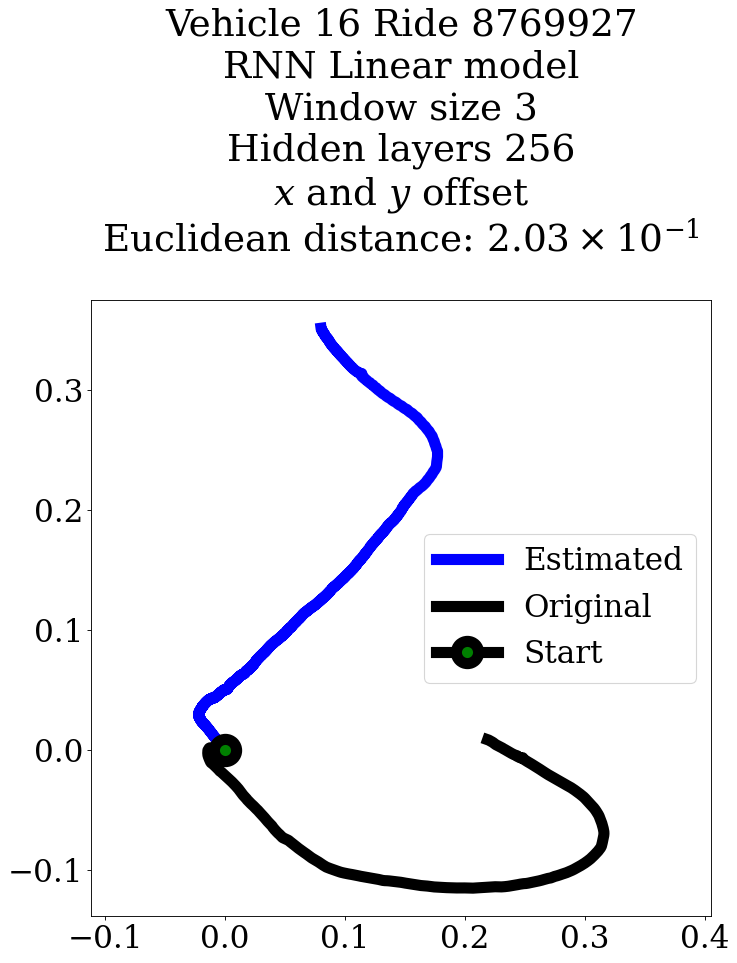 Vehicle 16 Ride 8769927
RNN Linear model
Window size 3
Hidden layers 256
x and y offset
Euclidean distance: 2.03 × 10⁻¹
0.3
0.2
0.1
0.0
−0.1
Estimated
Original
Start
−0.1 0.0 0.1 0.2 0.3 0.4